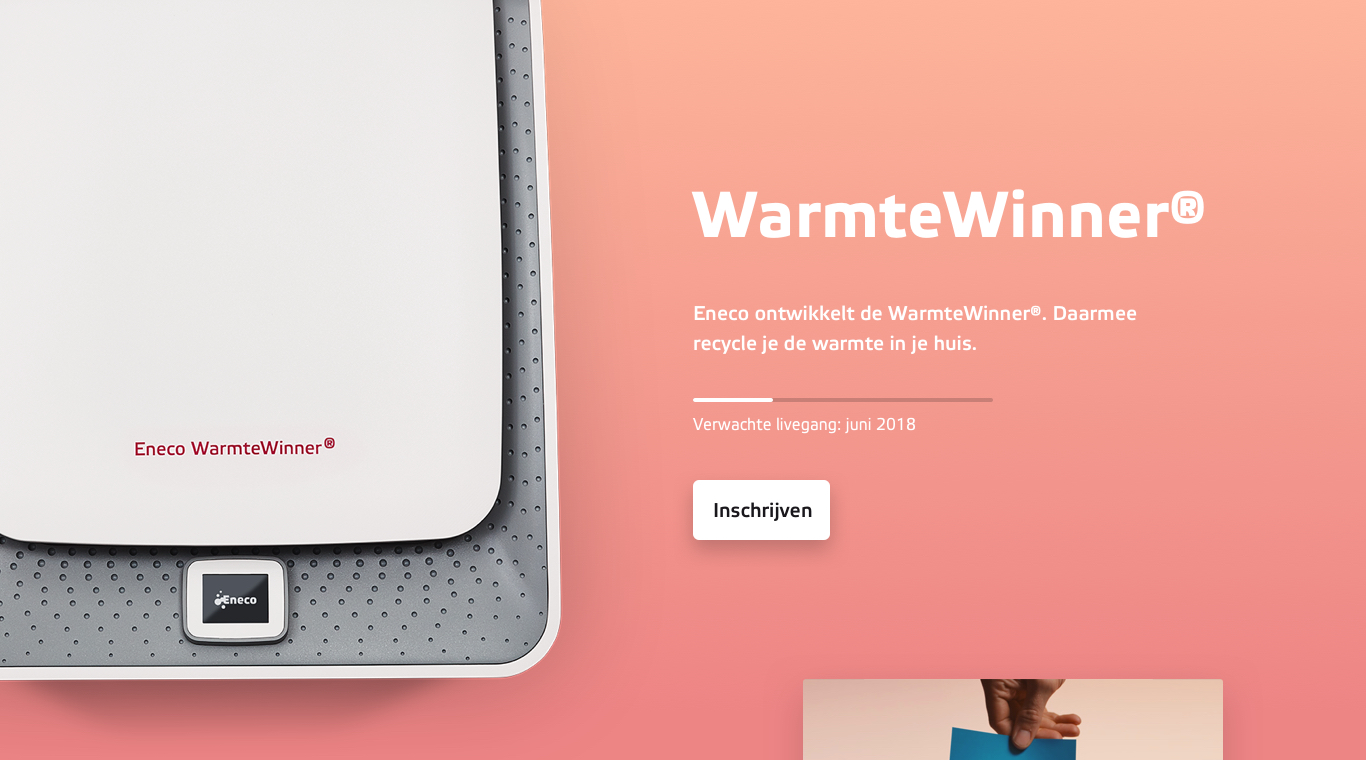 WarmteWinner®
Eneco ontwikkelt de WarmteWinner®. Daarmee
recycle je de warmte in je huis.
Verwachte livegang: juni 2018
Inschrijven
Eneco WarmteWinner®
Eneco